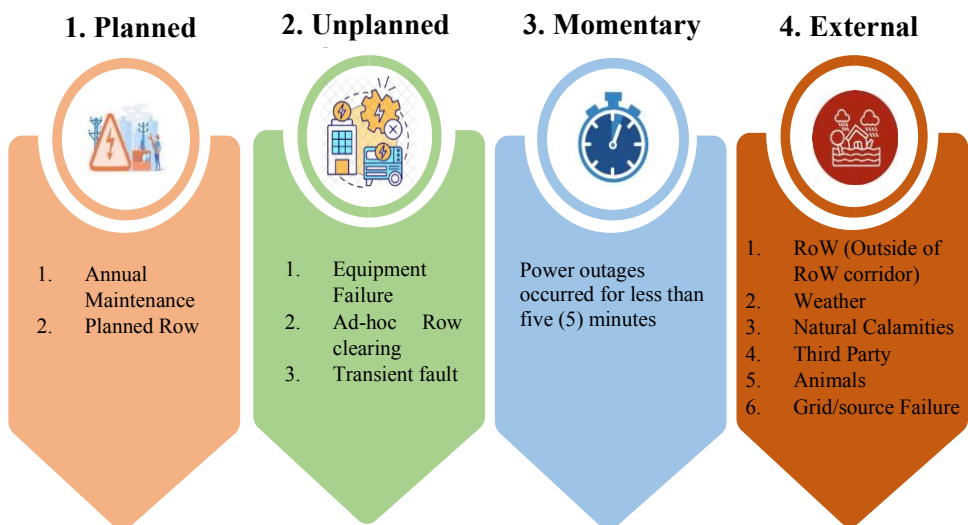 1. Planned
1. Annual
Maintenance
2. Planned Row
2. Unplanned
1. Equipment
Failure
2. Ad-hoc Row
clearing
3. Transient fault
3. Momentary
Power outages
occurred for less than
five (5) minutes
4. External
1. RoW (Outside of
RoW corridor)
2. Weather
3. Natural Calamities
4. Third Party
5. Animals
6. Grid/source Failure